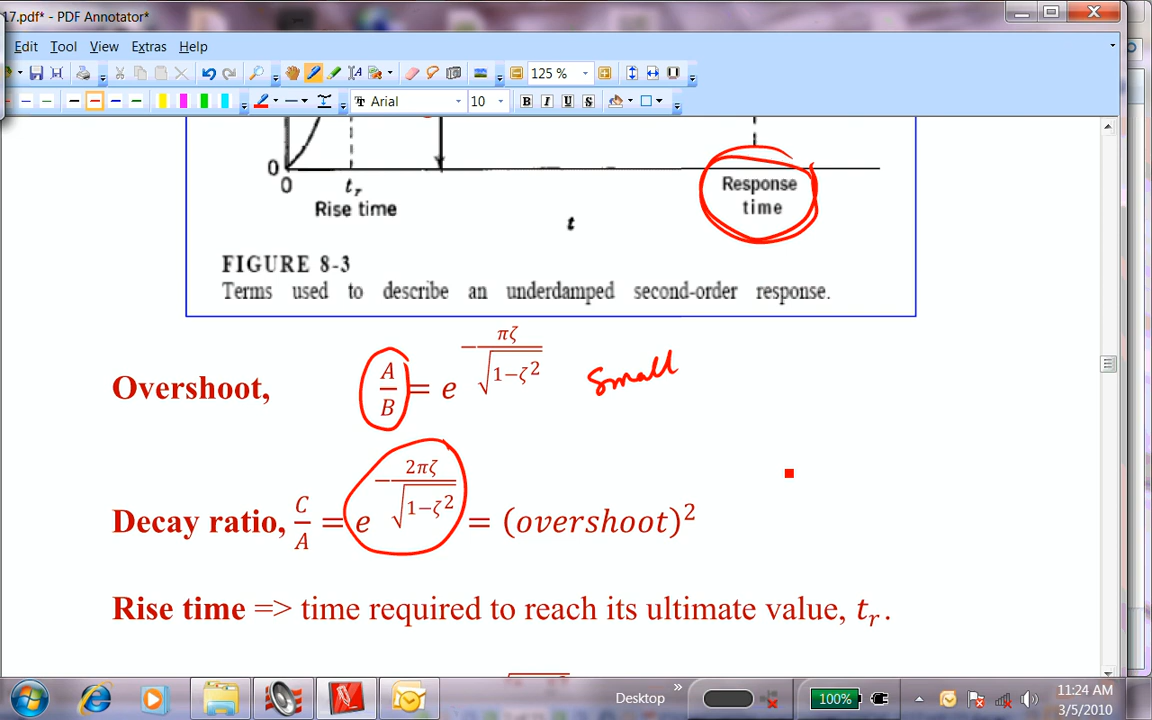 17.pdf* - PDF Annotator*
Edit Tool View Extras Help
125 %
Arial 10 B I U S
0
0 t_r
Rise time
Response
time
t
FIGURE 8-3
Terms used to describe an underdamped second-order response.
Overshoot, A/B = e^{-πζ/√(1−ζ²)} small
Decay ratio, C/A = e^{-2πζ/√(1−ζ²)} = (overshoot)²
Rise time => time required to reach its ultimate value, t_r.
Desktop » 100% 11:24 AM
3/5/2010